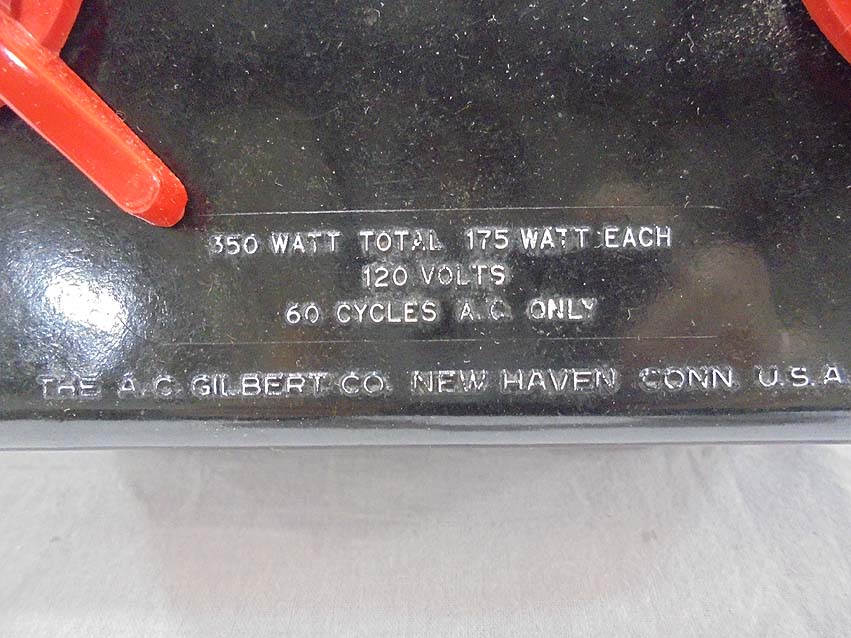 350 WATT TOTAL 175 WATT EACH
120 VOLTS
60 CYCLES A.C. ONLY
THE A.C. GILBERT CO. NEW HAVEN CONN U.S.A